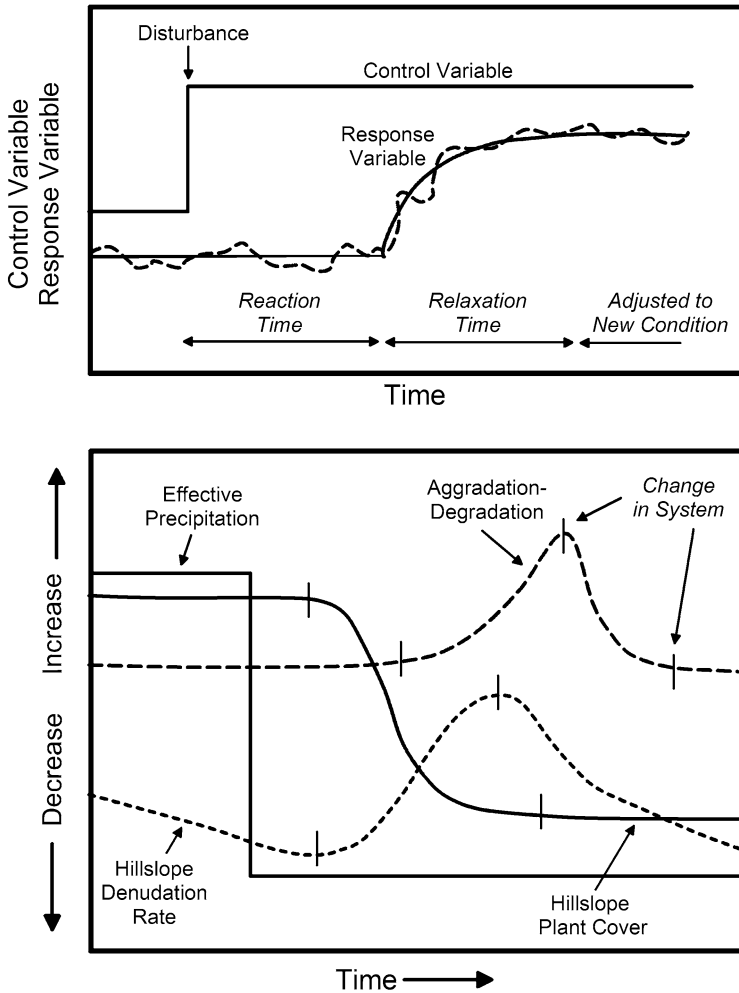 Disturbance
Control Variable
Response
Variable
Control Variable
Response Variable
Reaction
Time
Relaxation
Time
Adjusted to
New Condition
Time
Effective
Precipitation
Aggradation-
Degradation
Change
in System
Increase
Decrease
Hillslope
Denudation
Rate
Hillslope
Plant Cover
Time